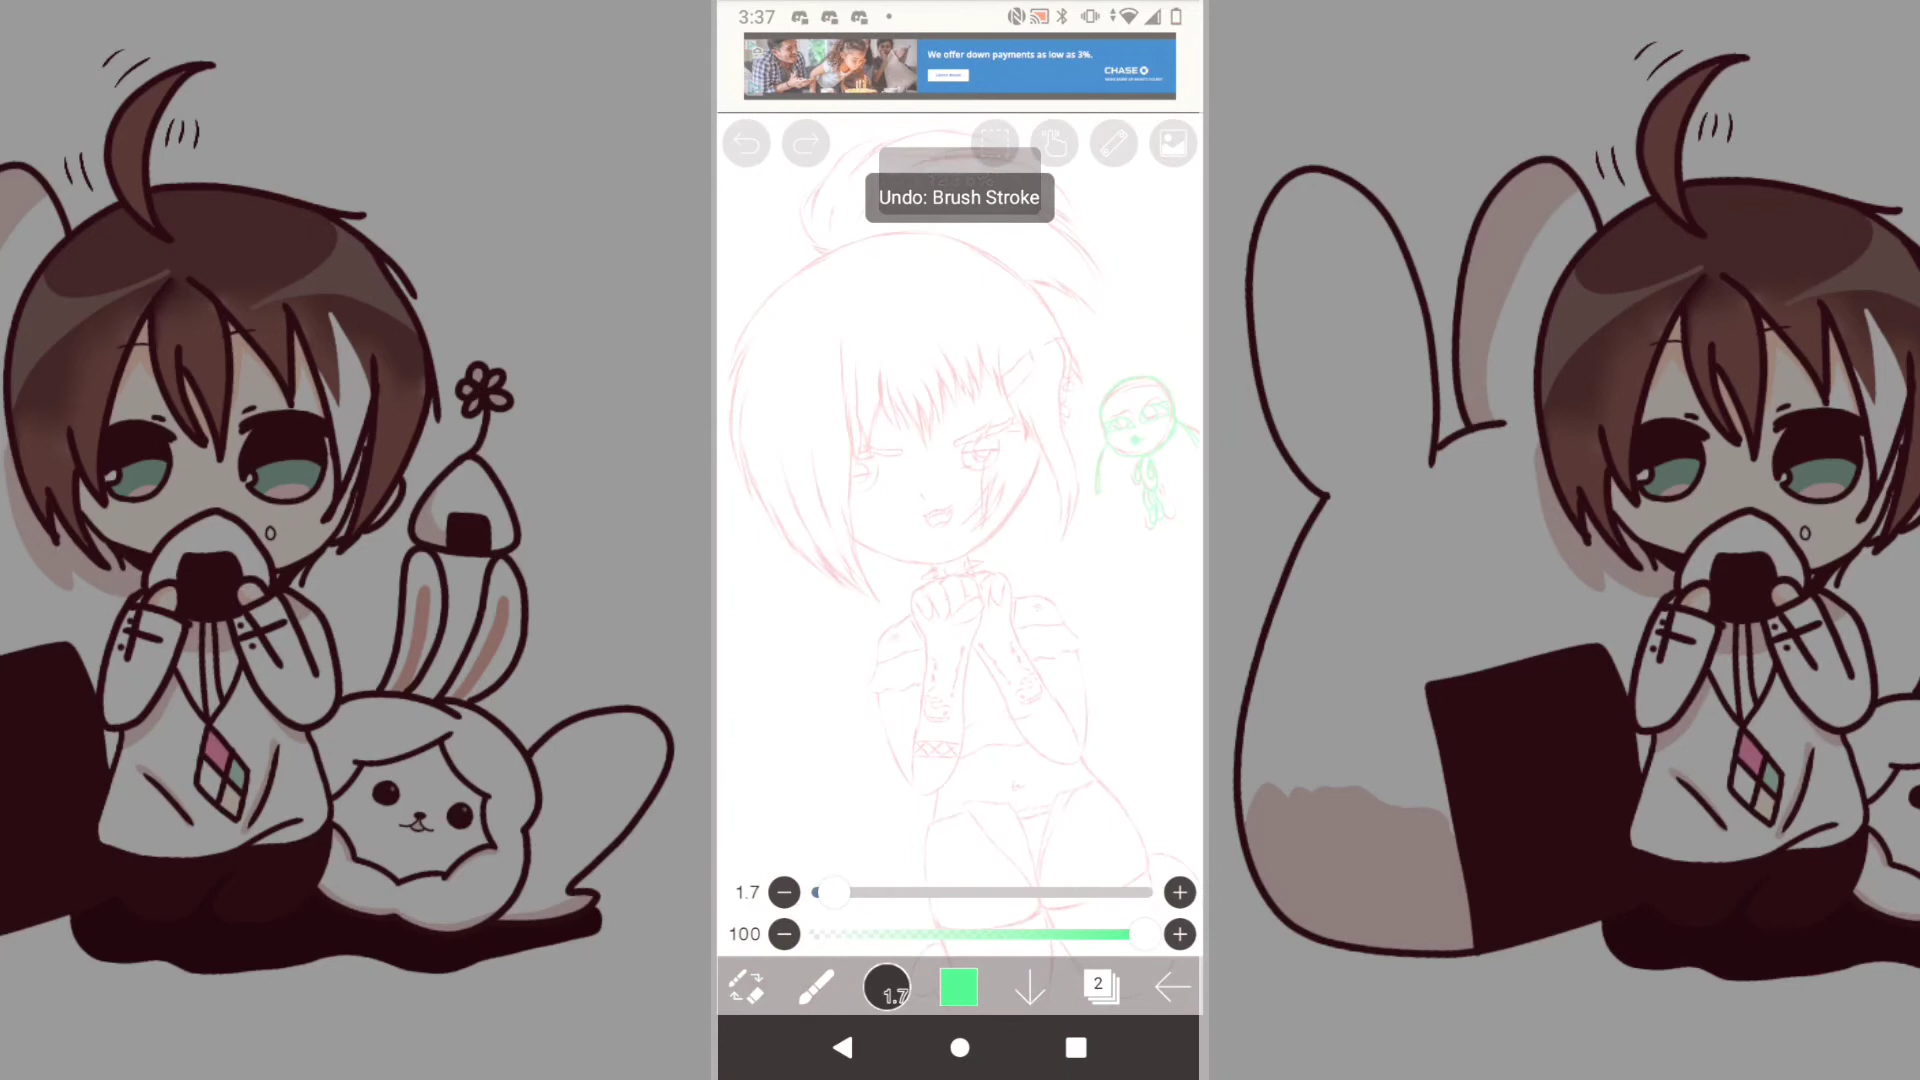 3:37
We offer down payments as low as 3%.
CHASE
Undo: Brush Stroke
1.7
100
1.7
2